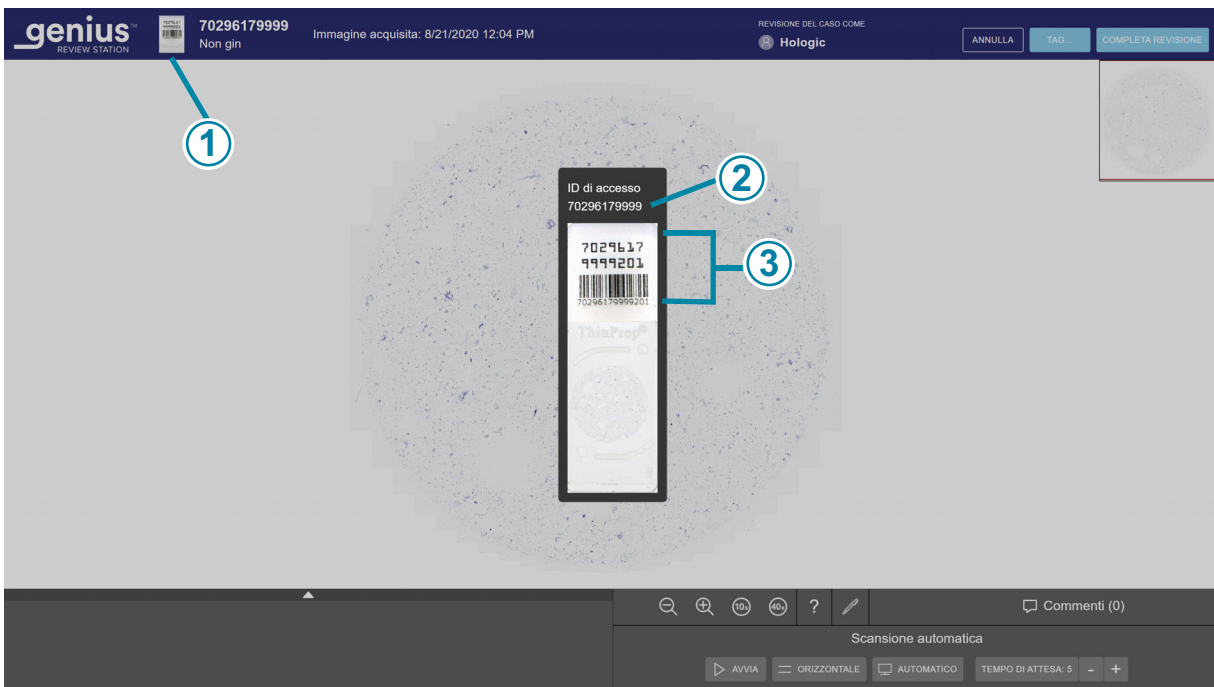 genius™
REVIEW STATION
70296179999
Non gin
Immagine acquisita: 8/21/2020 12:04 PM
REVISIONE DEL CASO COME
Hologic
ANNULLA
TAG...
COMPLETA REVISIONE
1
ID di accesso
70296179999
2
7029617
9999201
70296179999201
3
ThinPrep®
10x
40x
?
Commenti (0)
Scansione automatica
AVVIA
ORIZZONTALE
AUTOMATICO
TEMPO DI ATTESA: 5
-
+